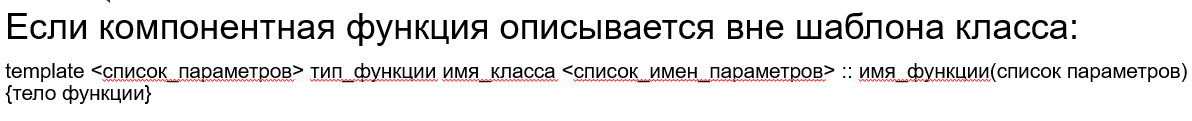 Если компонентная функция описывается вне шаблона класса:
template <список_параметров> тип_функции имя_класса <список_имен_параметров> :: имя_функции(список параметров)
{тело функции}